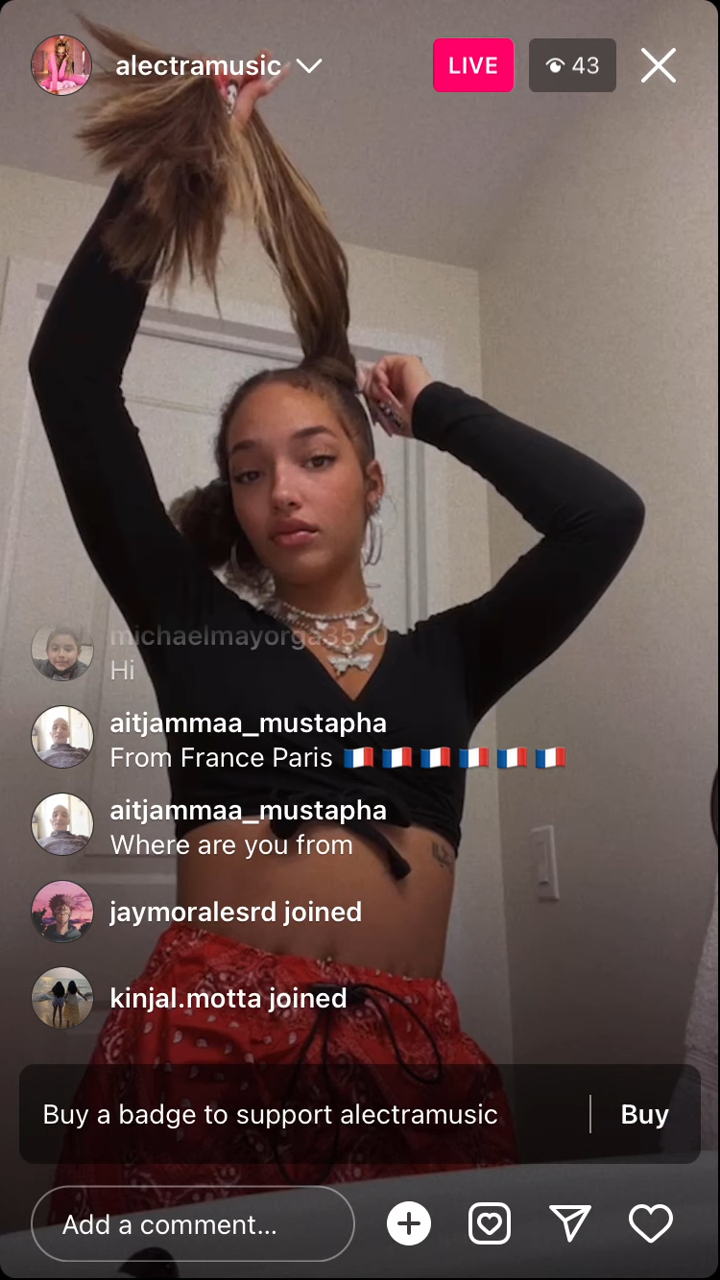 alectramusic
LIVE
43
michaelmayorga3570
Hi
aitjammaa_mustapha
From France Paris 🇫🇷 🇫🇷 🇫🇷 🇫🇷 🇫🇷 🇫🇷
aitjammaa_mustapha
Where are you from
jaymoralesrd joined
kinjal.motta joined
Buy a badge to support alectramusic
Buy
Add a comment...